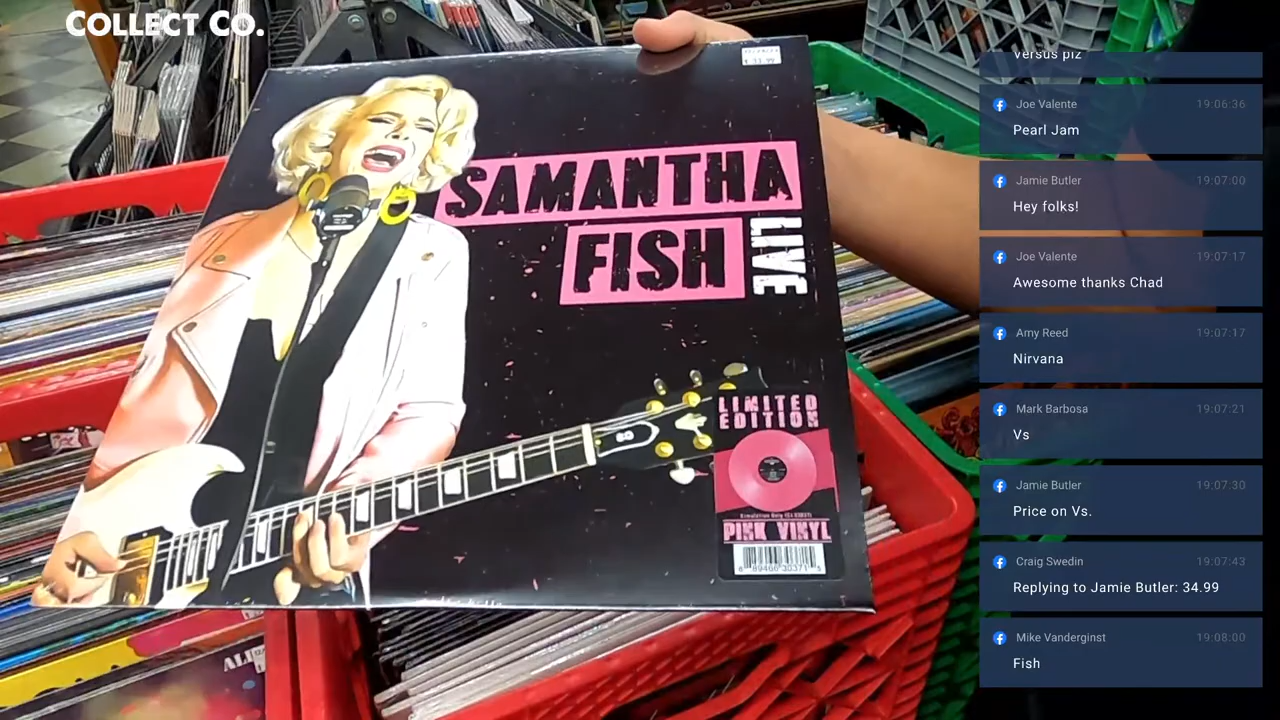 COLLECT CO.
SAMANTHA
FISH
LIVE
LIMITED
EDITION
PINK VINYL
versus plz
Joe Valente 19:06:36
Pearl Jam
Jamie Butler 19:07:00
Hey folks!
Joe Valente 19:07:17
Awesome thanks Chad
Amy Reed 19:07:17
Nirvana
Mark Barbosa 19:07:21
Vs
Jamie Butler 19:07:30
Price on Vs.
Craig Swedin 19:07:43
Replying to Jamie Butler: 34.99
Mike Vanderginst 19:08:00
Fish